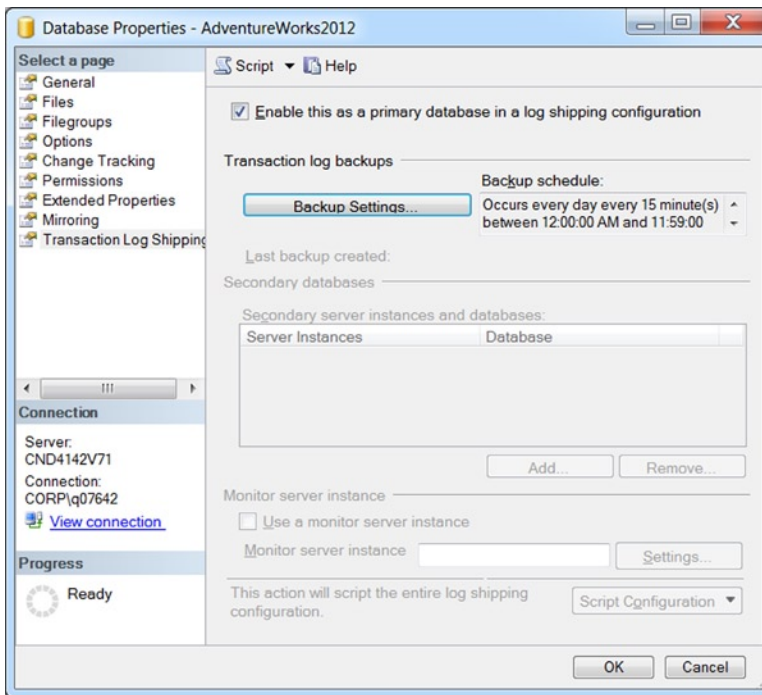 Database Properties - AdventureWorks2012
Select a page
General
Files
Filegroups
Options
Change Tracking
Permissions
Extended Properties
Mirroring
Transaction Log Shipping
Connection
Server:
CND4142V71
Connection:
CORP\q07642
View connection
Progress
Ready
Script Help
Enable this as a primary database in a log shipping configuration
Transaction log backups
Backup schedule:
Backup Settings...
Occurs every day every 15 minute(s)
between 12:00:00 AM and 11:59:00
Last backup created:
Secondary databases
Secondary server instances and databases:
Server Instances Database
Add... Remove...
Monitor server instance
Use a monitor server instance
Monitor server instance Settings...
This action will script the entire log shipping
configuration.
Script Configuration
OK Cancel